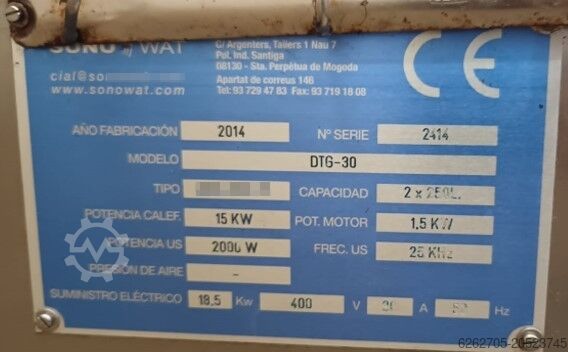 SONO WAT
C/ Argenters, Tallers 1 Nau 7
Pol. Ind. Santiga
08130 - Sta. Perpètua de Mogoda
Apartat de correus 146
Tel: 93 729 47 83 Fax: 93 719 18 08
www.sonowat.com
CE
AÑO FABRICACIÓN 2014 Nº SERIE 2414
MODELO DTG-30
TIPO CAPACIDAD 2 x 250L.
POTENCIA CALEF. 15 KW POT. MOTOR 1,5 KW
POTENCIA US 2000 W FREC. US 25 KHz
PRESIÓN DE AIRE -
SUMINISTRO ELÉCTRICO 18,5 Kw 400 V A Hz
6262705-20523745